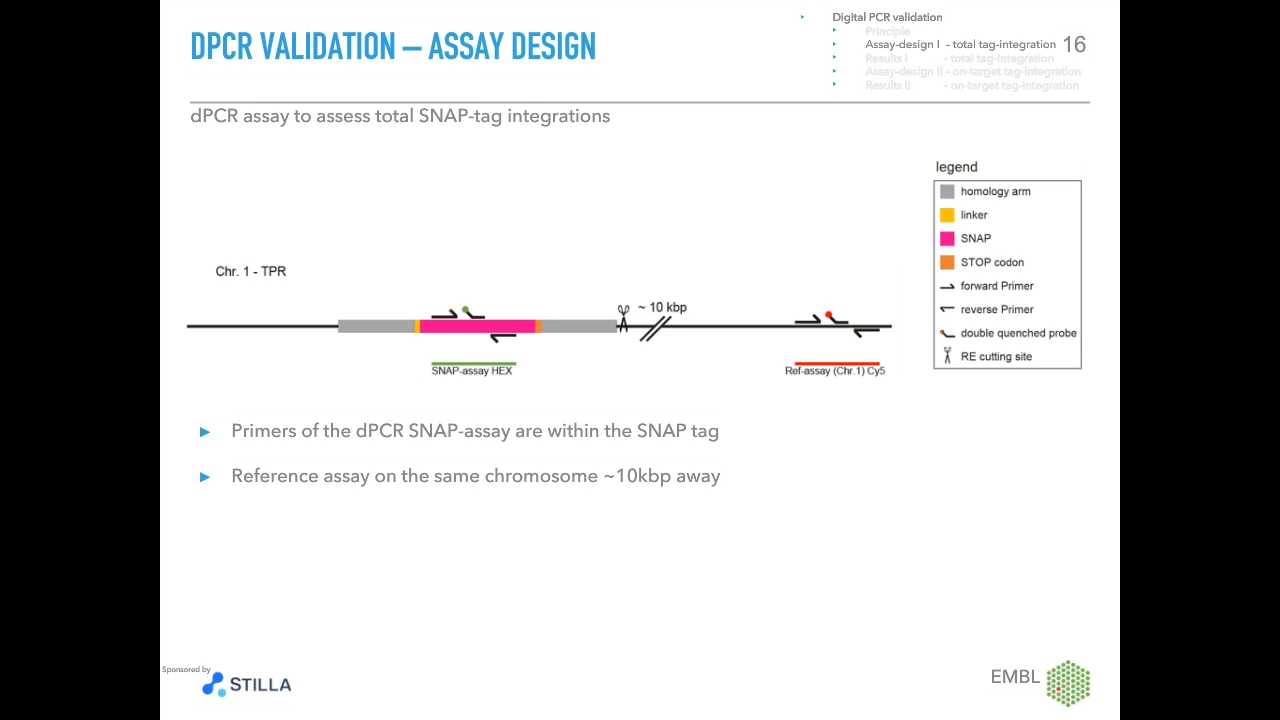 DPCR VALIDATION – ASSAY DESIGN
Digital PCR validation
Principle
Assay-design I – total tag-integration
Results I – total tag-integration
Assay-design II – on-target tag-integration
Results II – on-target tag-integration
16
dPCR assay to assess total SNAP-tag integrations
legend
homology arm
linker
SNAP
STOP codon
forward Primer
reverse Primer
double quenched probe
RE cutting site
Chr. 1 - TPR
~ 10 kbp
SNAP-assay HEX
Ref-assay (Chr.1) Cy5
Primers of the dPCR SNAP-assay are within the SNAP tag
Reference assay on the same chromosome ~10kbp away
Sponsored by
STILLA
EMBL